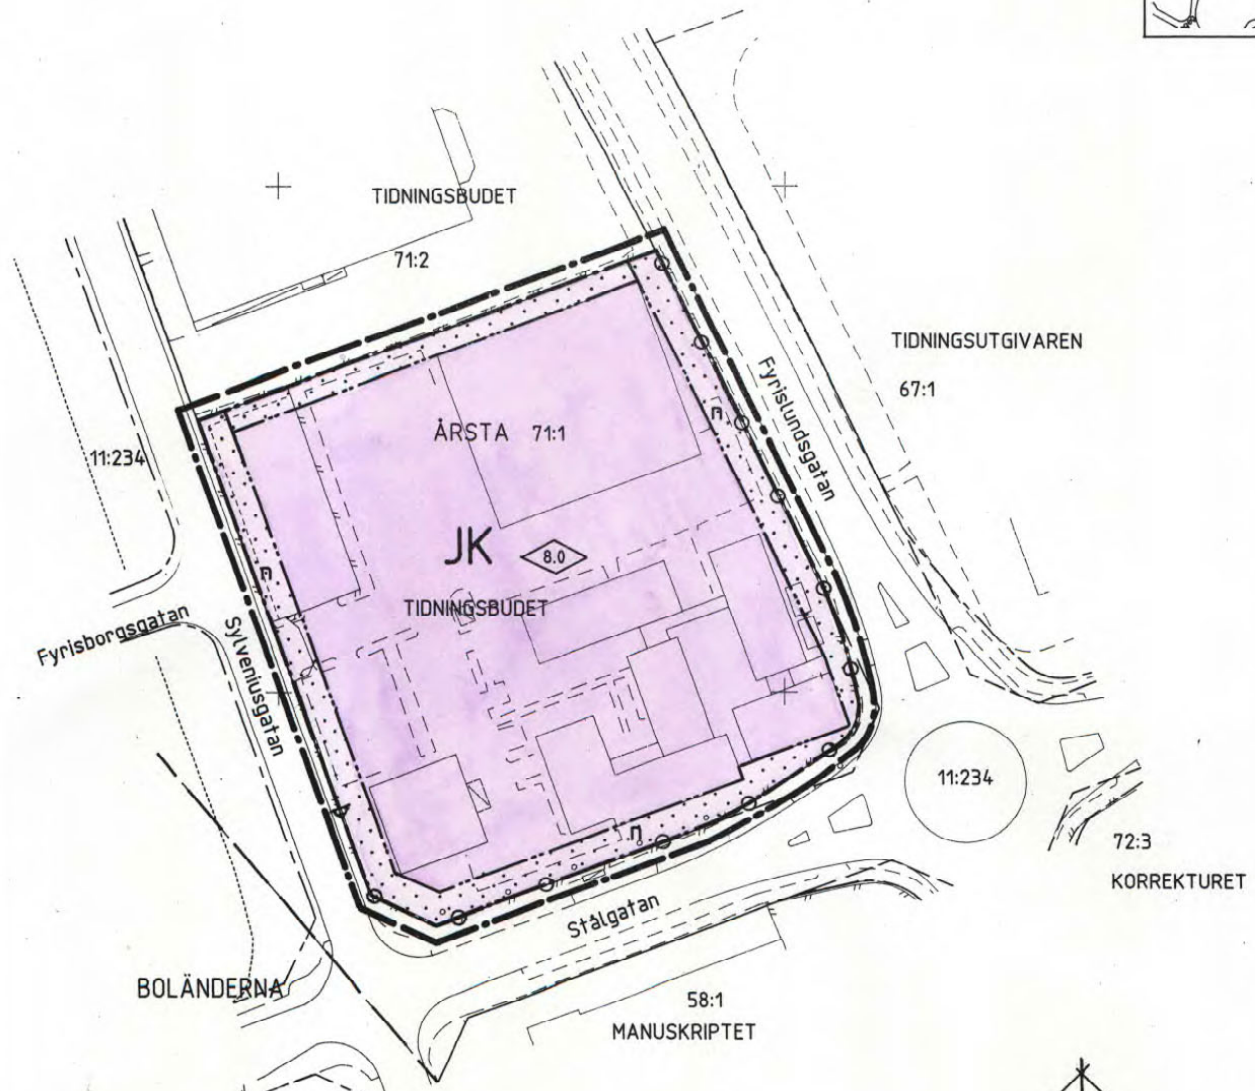 TIDNINGSBUDET
71:2
TIDNINGSUTGIVAREN
67:1
Fyrislundsgatan
ÅRSTA 71:1
11:234
n
JK
8.0
n
TIDNINGSBUDET
Fyrisborgsgatan
Sylveniusgatan
11:234
n
72:3
KORREKTURET
Stålgatan
BOLÄNDERNA
58:1
MANUSKRIPTET